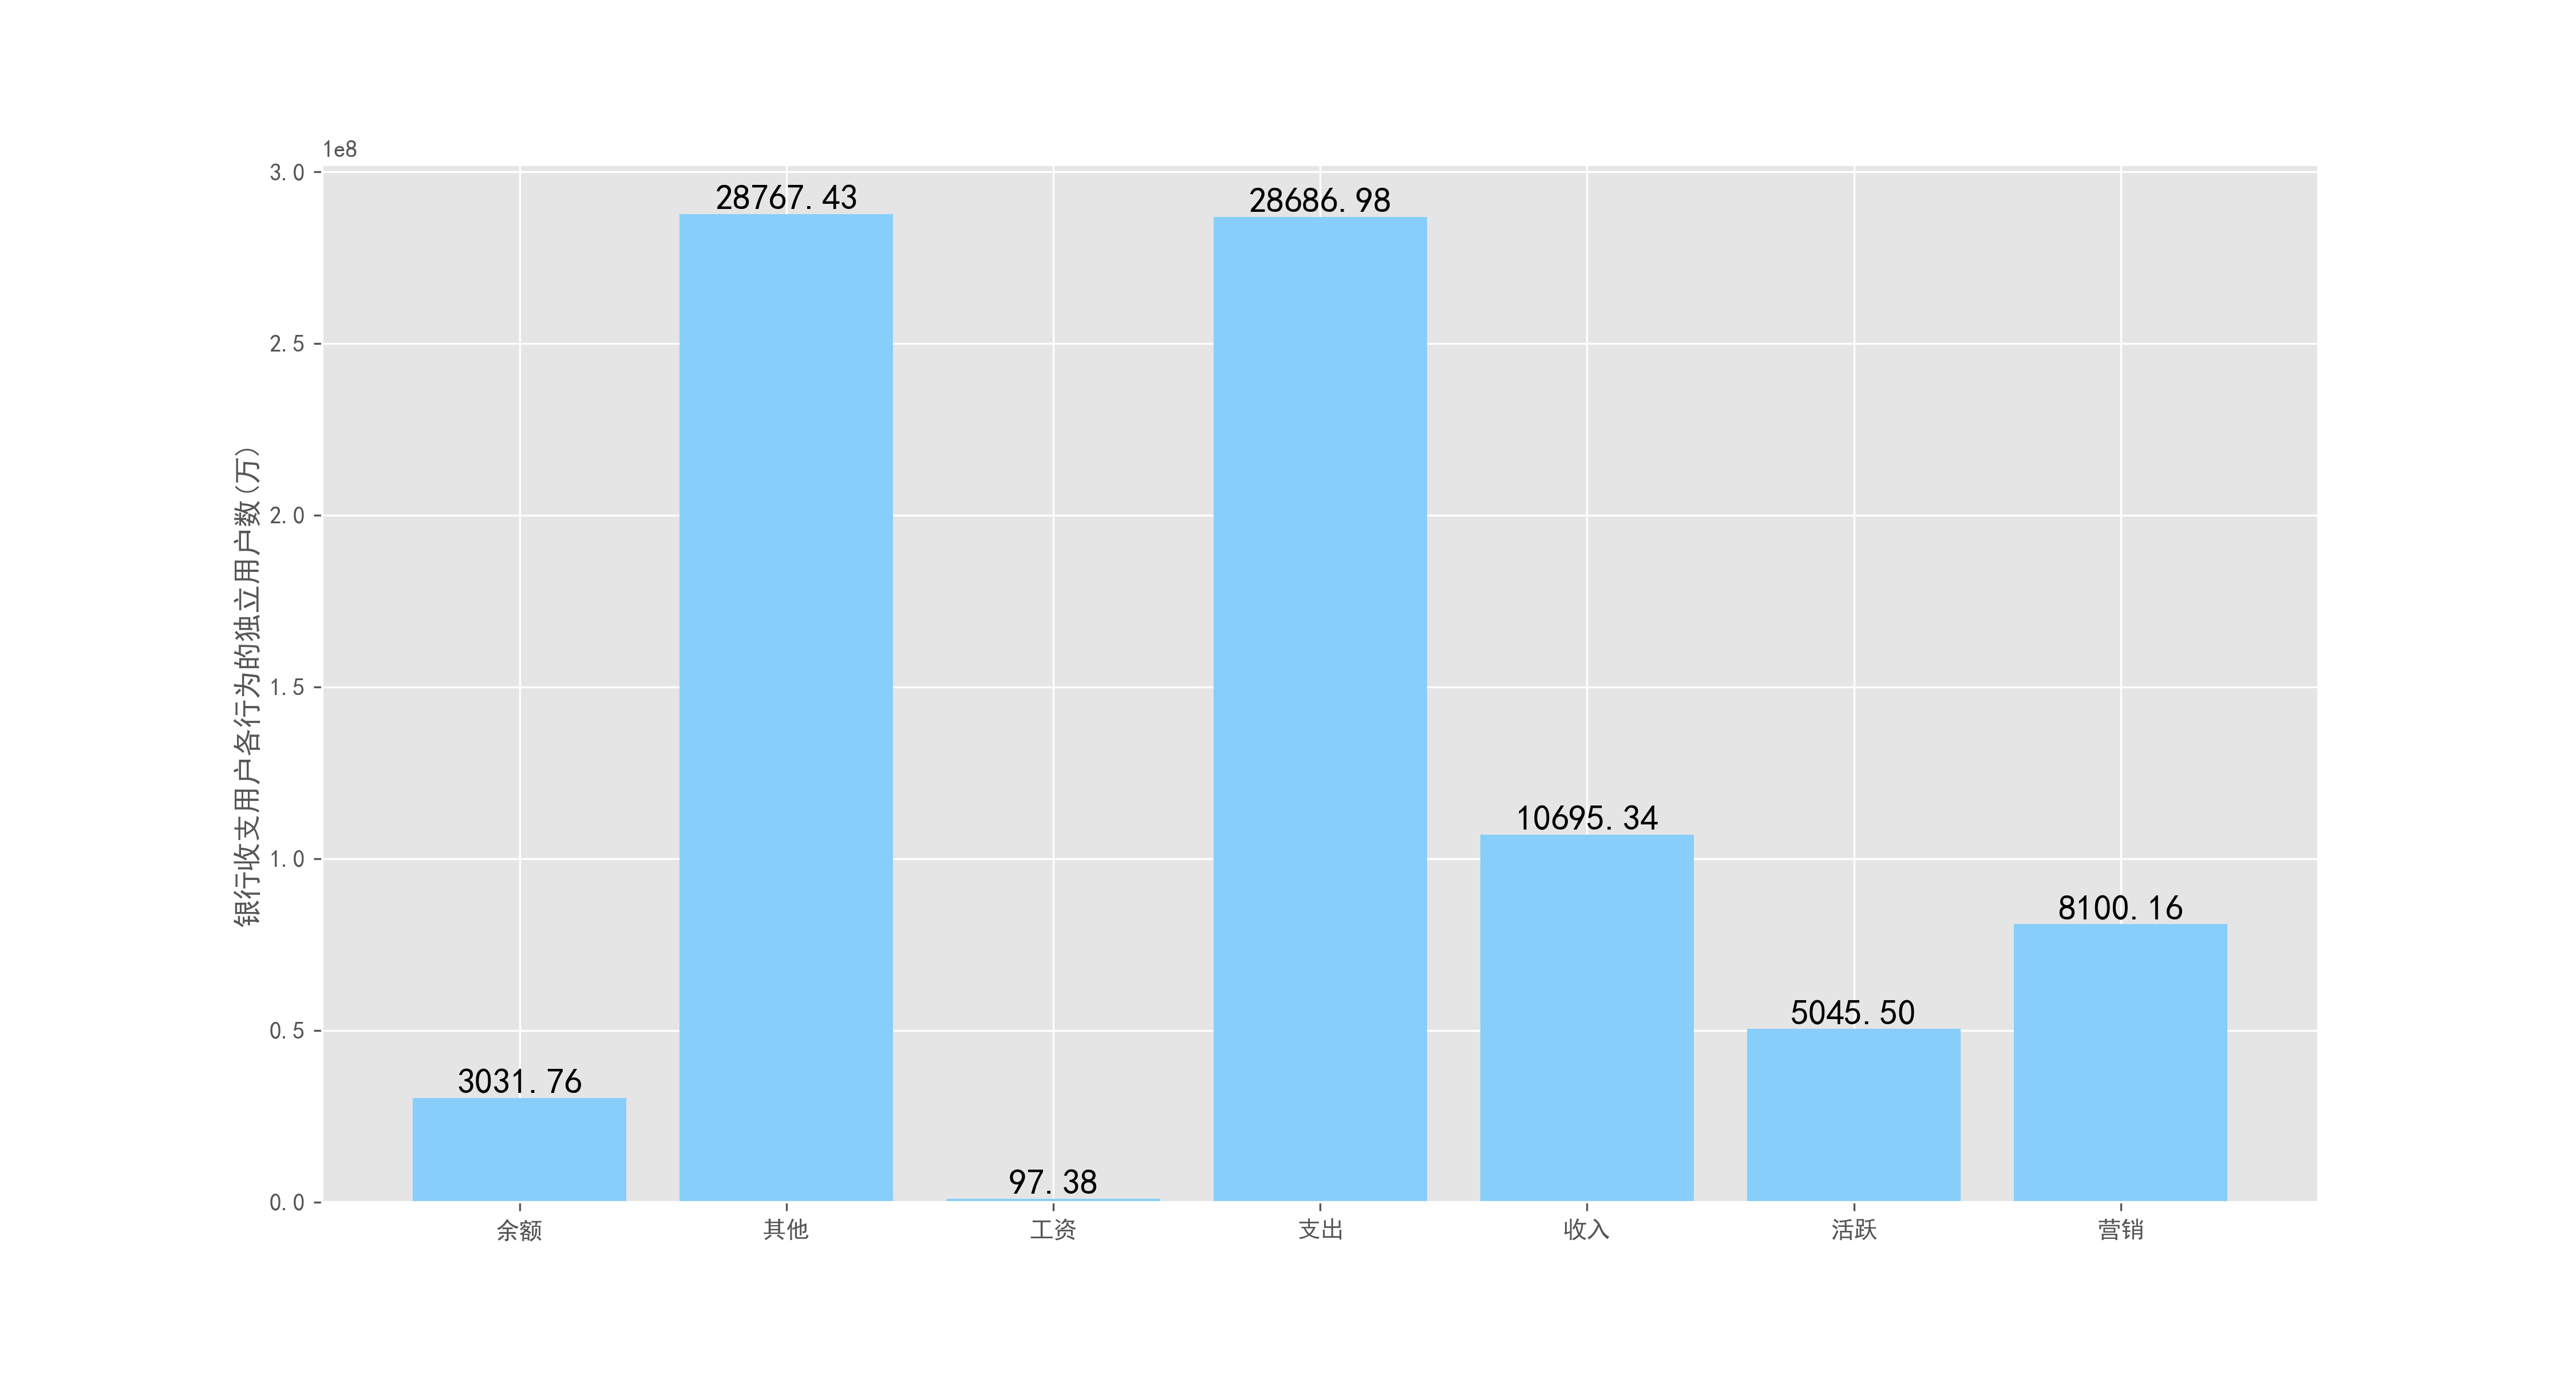 1e8
3.0
2.5
2.0
1.5
1.0
0.5
0.0
银行收支用户各行为的独立用户数(万)
3031.76
28767.43
97.38
28686.98
10695.34
5045.50
8100.16
余额
其他
工资
支出
收入
活跃
营销